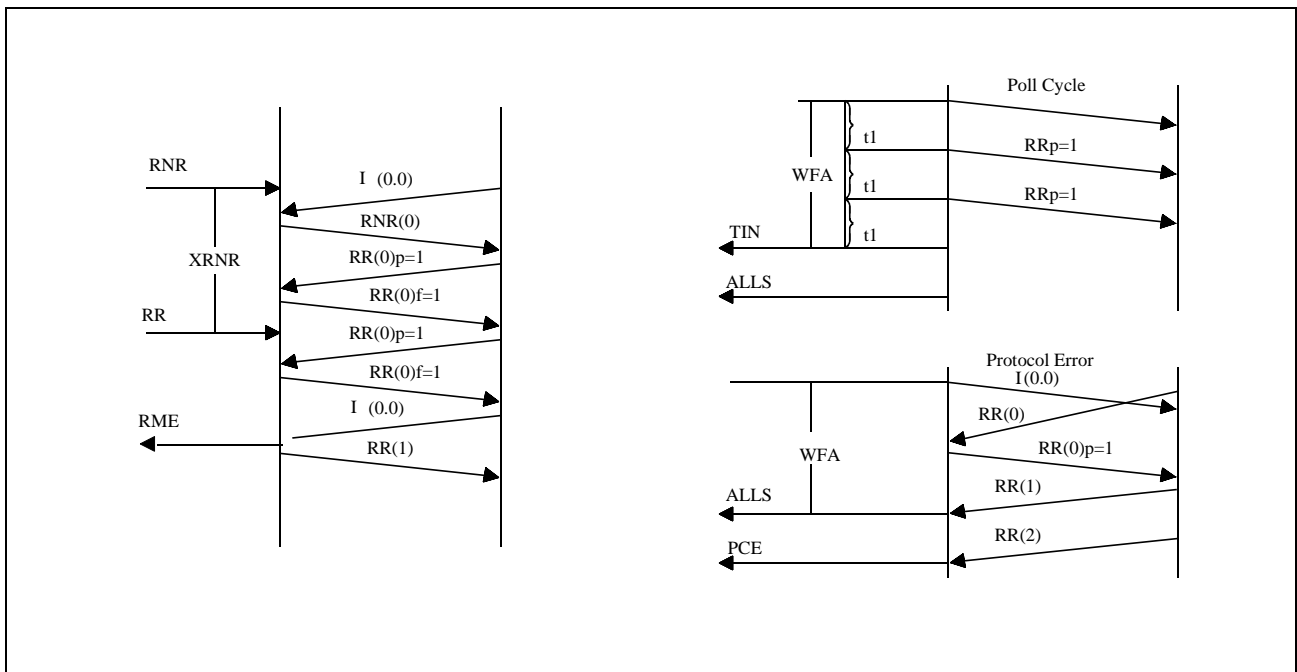 RNR
I (0.0)
RNR(0)
XRNR
RR(0)p=1
RR(0)f=1
RR
RR(0)p=1
RR(0)f=1
I (0.0)
RME
RR(1)
Poll Cycle
t1
RRp=1
WFA
t1
RRp=1
TIN
t1
ALLS
Protocol Error
I(0.0)
RR(0)
WFA
RR(0)p=1
RR(1)
ALLS
RR(2)
PCE